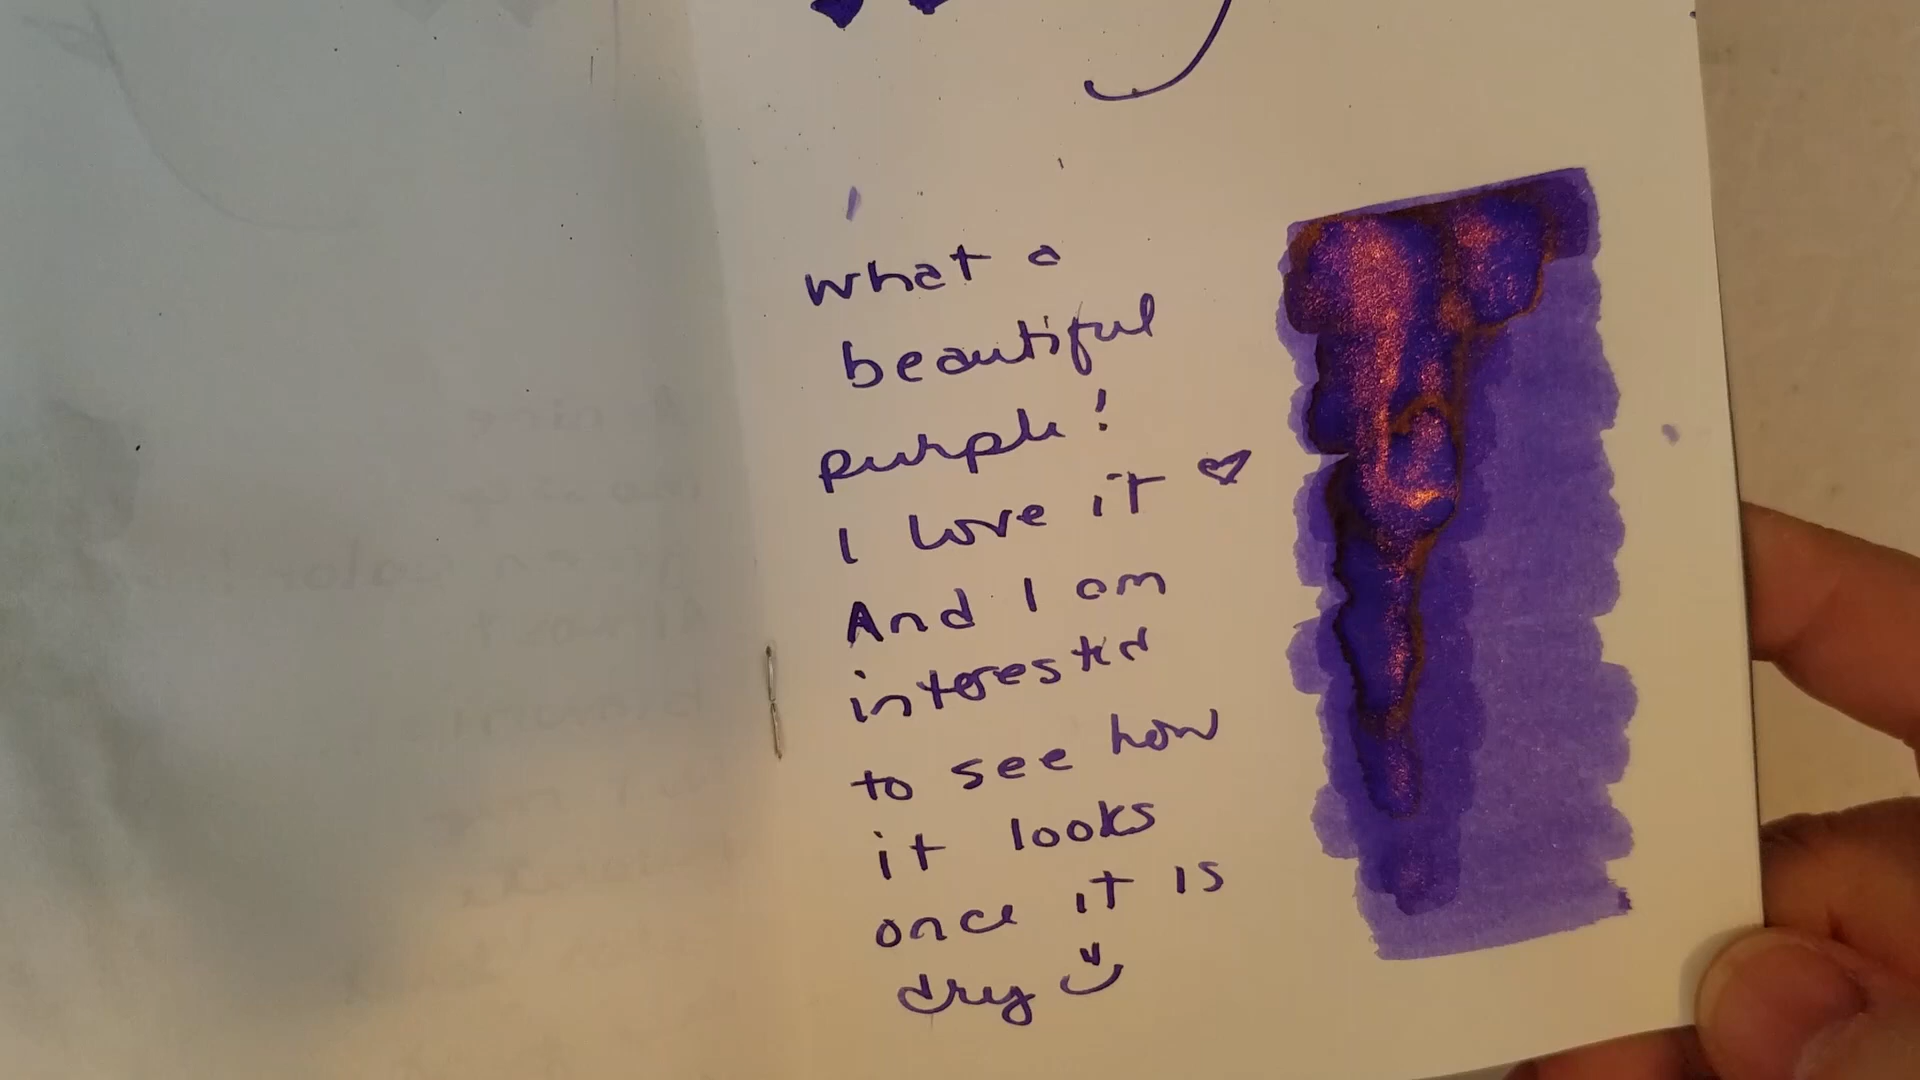 What a
beautiful
purple!
I love it ♡
And I am
interested
to see how
it looks
once it is
dry